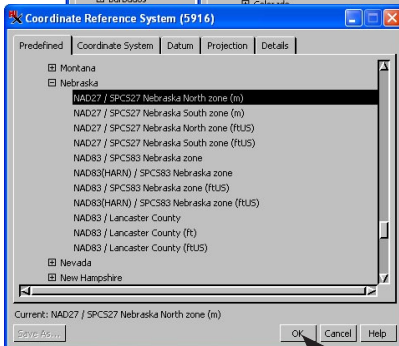 Coordinate Reference System (5916)
Predefined Coordinate System Datum Projection Details
Montana
Nebraska
NAD27 / SPCS27 Nebraska North zone (m)
NAD27 / SPCS27 Nebraska South zone (m)
NAD27 / SPCS27 Nebraska North zone (ftUS)
NAD27 / SPCS27 Nebraska South zone (ftUS)
NAD83 / SPCS83 Nebraska zone
NAD83(HARN) / SPCS83 Nebraska zone
NAD83 / SPCS83 Nebraska zone (ftUS)
NAD83(HARN) / SPCS83 Nebraska zone (ftUS)
NAD83 / Lancaster County
NAD83 / Lancaster County (ft)
NAD83 / Lancaster County (ftUS)
Nevada
New Hampshire
Current: NAD27 / SPCS27 Nebraska North zone (m)
Save As... OK Cancel Help